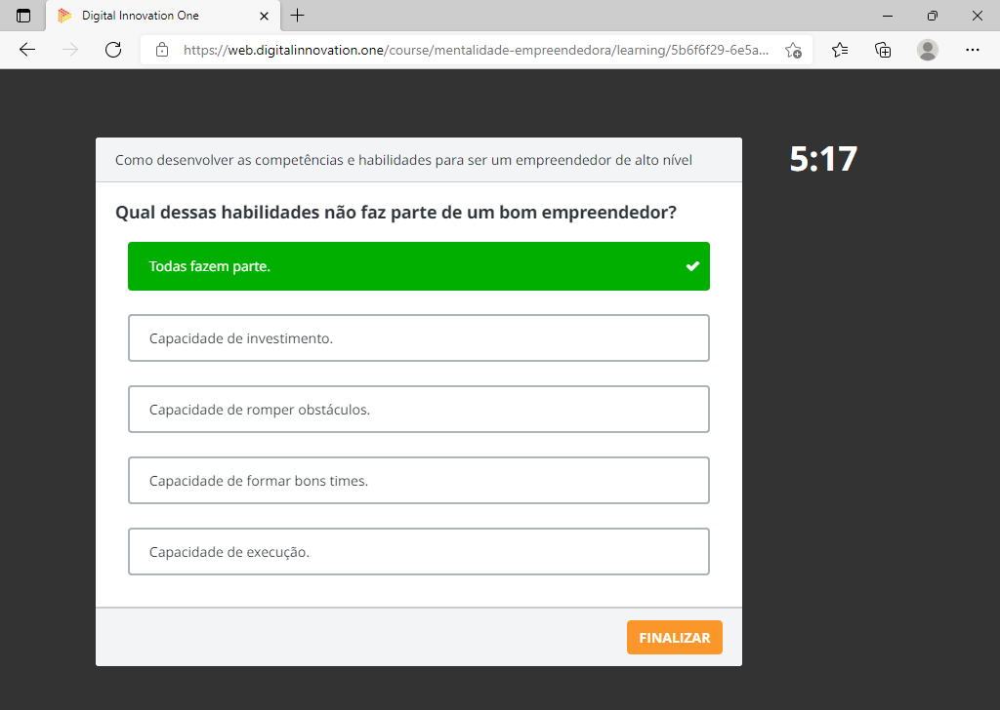 Digital Innovation One
https://web.digitalinnovation.one/course/mentalidade-empreendedora/learning/5b6f6f29-6e5a...
Como desenvolver as competências e habilidades para ser um empreendedor de alto nível
5:17
Qual dessas habilidades não faz parte de um bom empreendedor?
Todas fazem parte.
Capacidade de investimento.
Capacidade de romper obstáculos.
Capacidade de formar bons times.
Capacidade de execução.
FINALIZAR